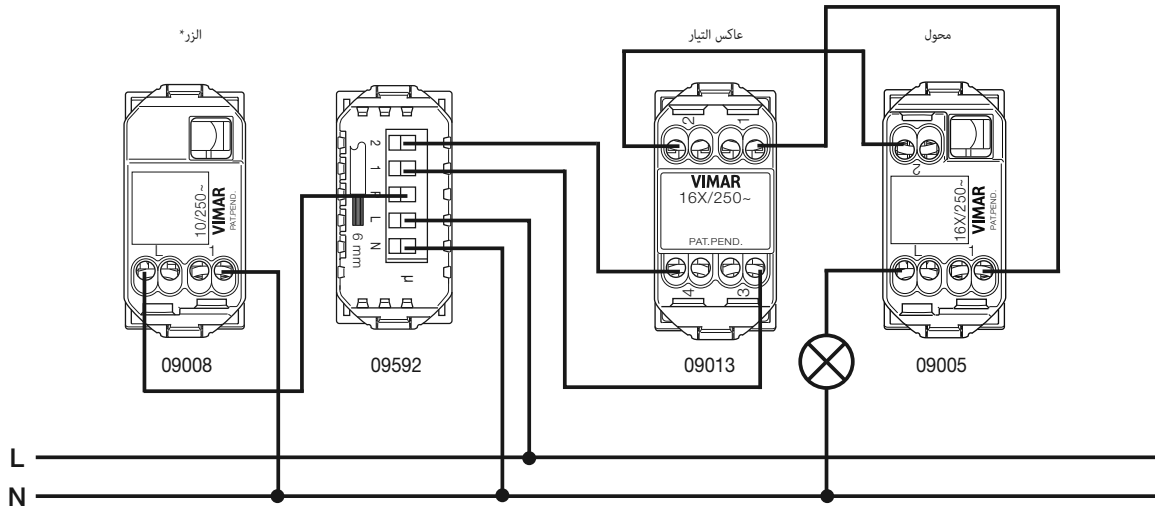 الزر*
عاكس التيار
محول
10/250~
VIMAR
PAT.PEND.
L
1
09008
2
1
P
L
N
6 mm
µ
09592
2
1
VIMAR
16X/250~
PAT.PEND.
4
3
09013
2
16X/250~
VIMAR
PAT.PEND.
L
1
09005
L
N